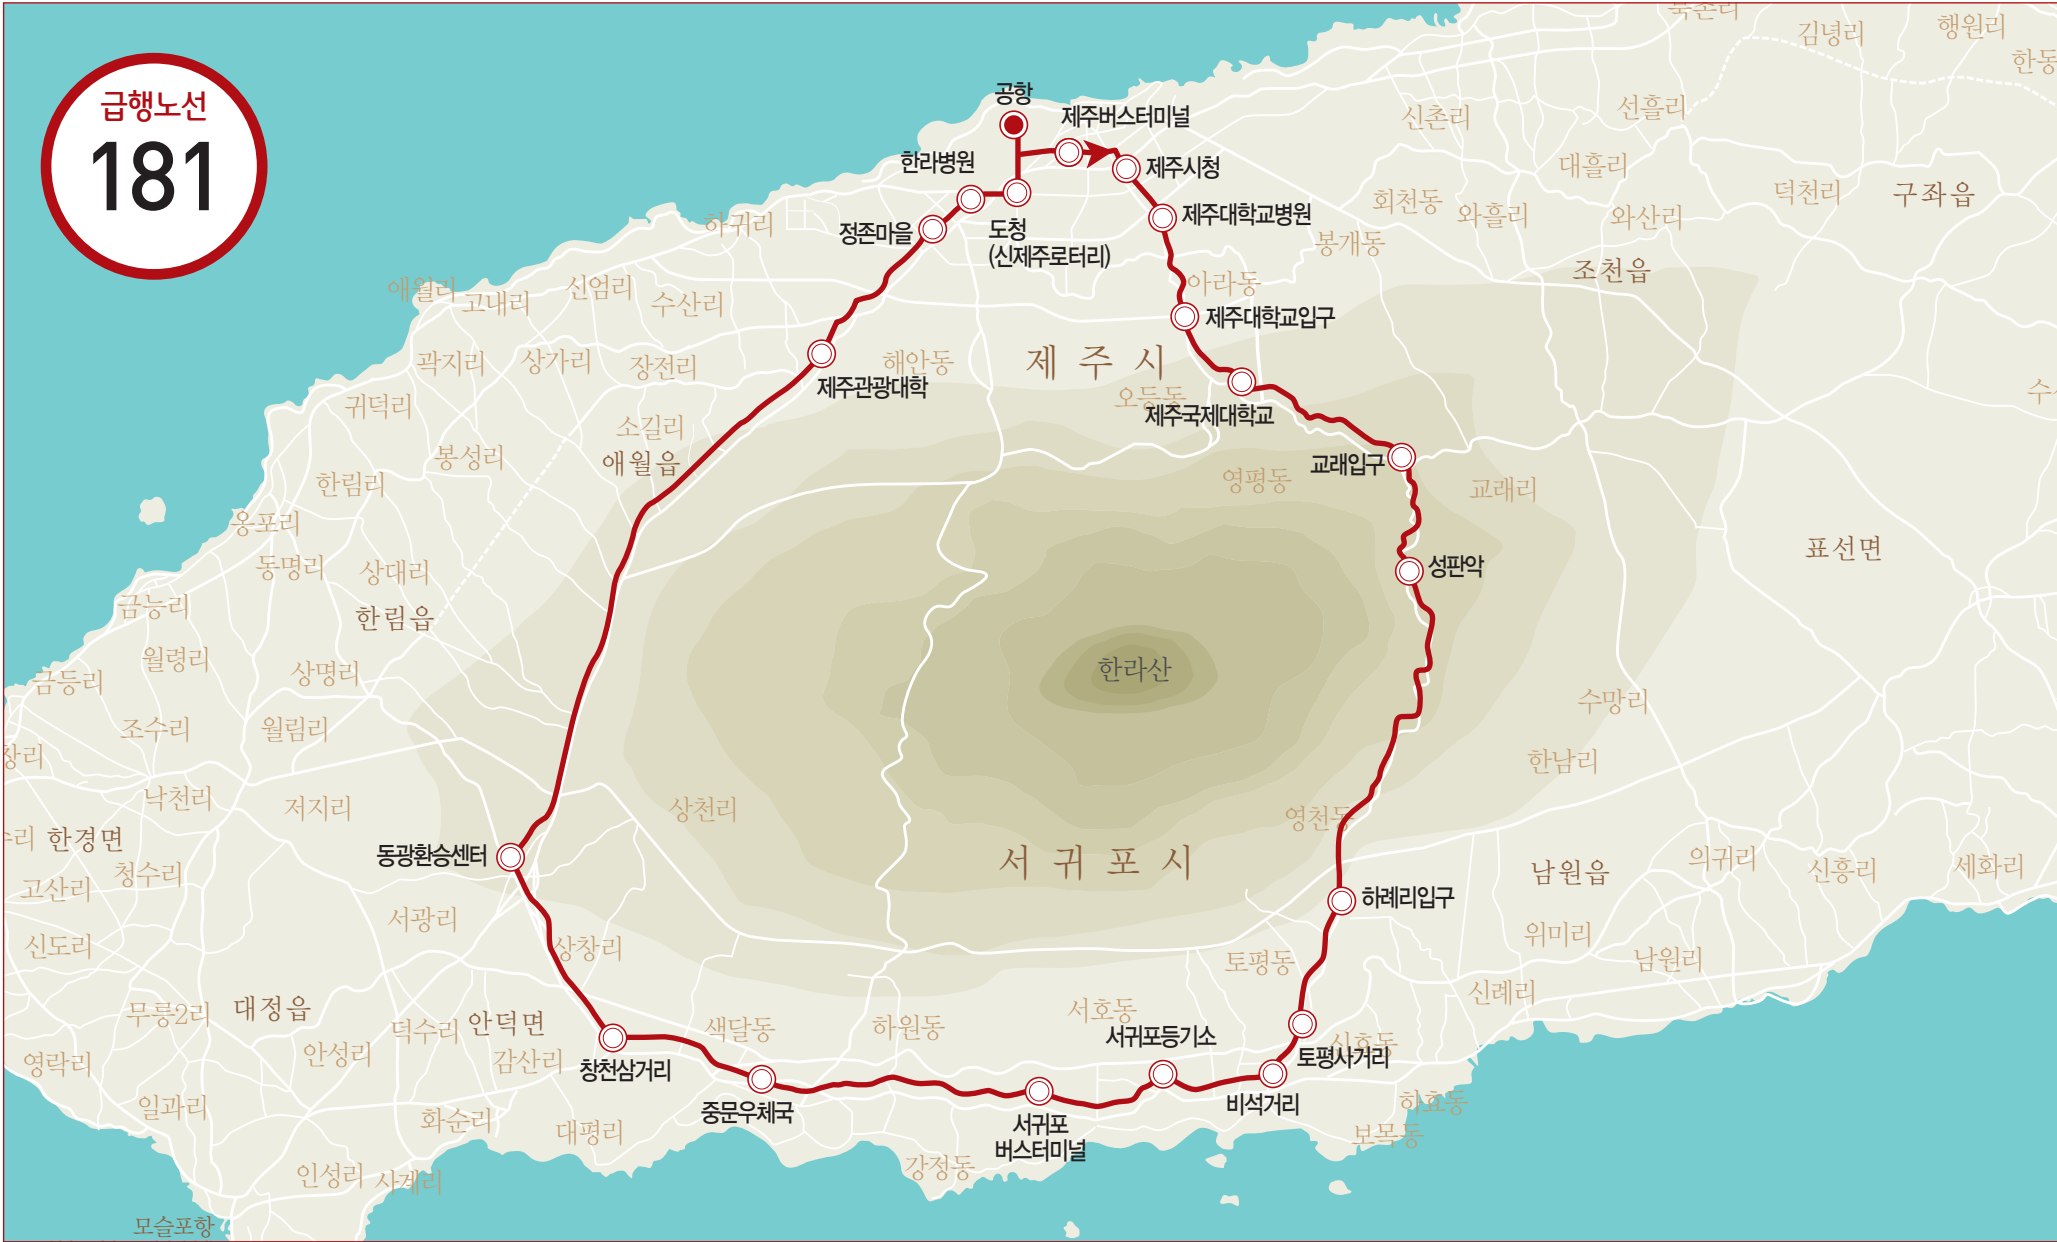 급행노선
181
공항
제주버스터미널
제주시청
한라병원
도청
(신제주로터리)
정존마을
제주대학교병원
제주대학교입구
제주관광대학
제주국제대학교
교래입구
성판악
동광환승센터
하례리입구
창천삼거리
중문우체국
서귀포
버스터미널
서귀포등기소
비석거리
토평사거리
제주시
서귀포시
한라산
김녕리
행원리
신촌리
선흘리
대흘리
덕천리
구좌읍
회천동
와흘리
와산리
봉개동
조천읍
하귀리
아라동
애월리
고내리
신엄리
수산리
곽지리
상가리
장전리
해안동
오등동
귀덕리
소길리
봉성리
애월읍
한림리
영평동
교래리
옹포리
동명리
상대리
표선면
금능리
한림읍
월령리
상명리
금등리
수망리
조수리
월림리
한남리
낙천리
저지리
상천리
영천동
한경면
청수리
고산리
남원읍
의귀리
신흥리
세화리
서광리
신도리
상창리
위미리
토평동
남원리
신례리
무릉2리
대정읍
덕수리
안덕면
색달동
하원동
서호동
신효동
영락리
안성리
감산리
일과리
화순리
대평리
하효동
보목동
인성리
사계리
강정동
모슬포항